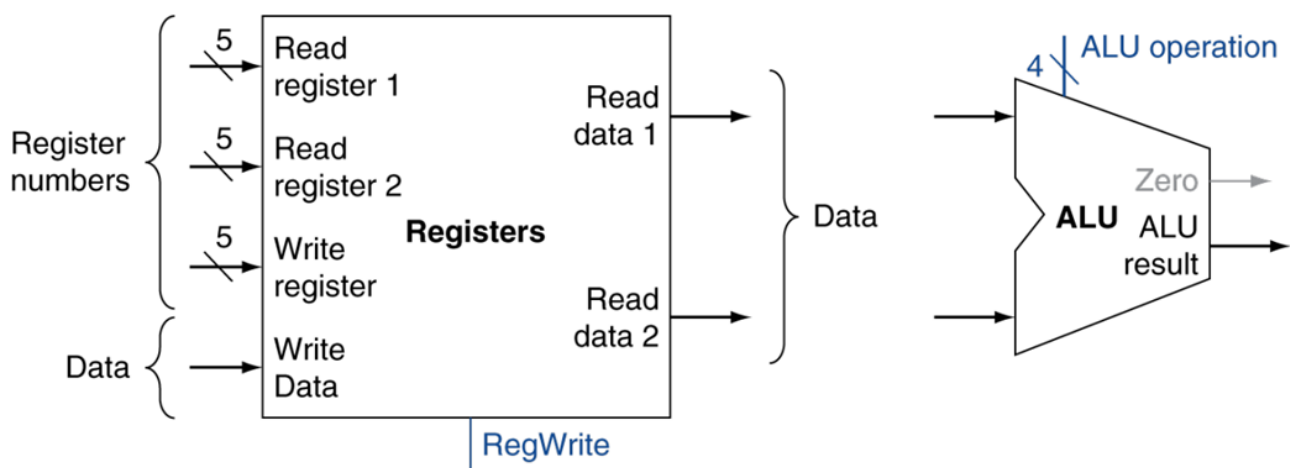 Register
numbers
Data
5
Read
register 1
5
Read
register 2
5
Write
register
Write
Data
Registers
Read
data 1
Read
data 2
RegWrite
Data
4
ALU operation
Zero
ALU
ALU
result